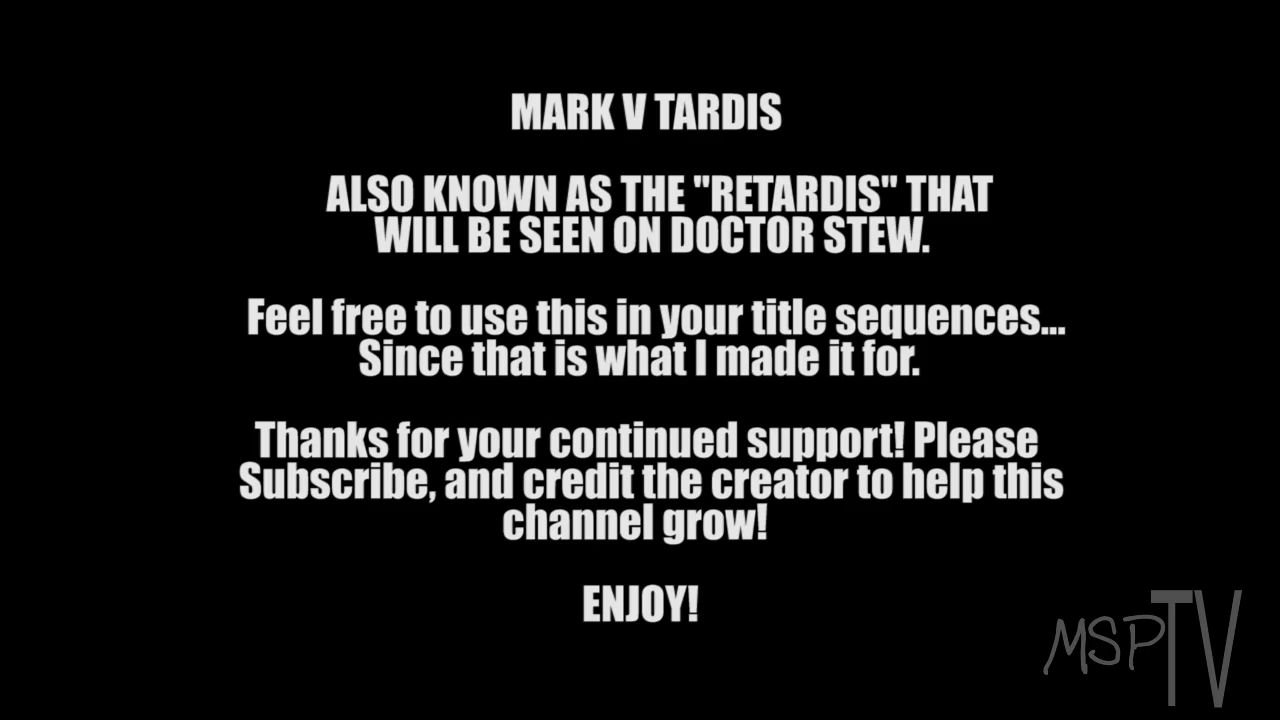 MARK V TARDIS
ALSO KNOWN AS THE "RETARDIS" THAT
WILL BE SEEN ON DOCTOR STEW.
Feel free to use this in your title sequences...
Since that is what I made it for.
Thanks for your continued support! Please
Subscribe, and credit the creator to help this
channel grow!
ENJOY!
MSPTV